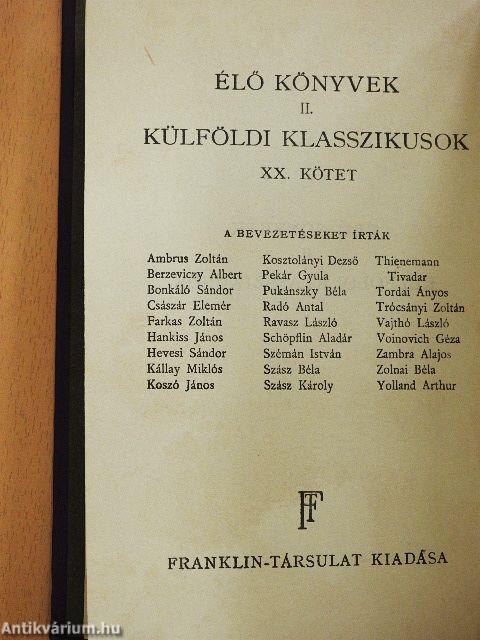 ÉLŐ KÖNYVEK
II.
KÜLFÖLDI KLASSZIKUSOK
XX. KÖTET
A BEVEZETÉSEKET ÍRTÁK
Ambrus Zoltán
Berzeviczy Albert
Bonkáló Sándor
Császár Elemér
Farkas Zoltán
Hankiss János
Hevesi Sándor
Kállay Miklós
Koszó János
Kosztolányi Dezső
Pekár Gyula
Pukánszky Béla
Radó Antal
Ravasz László
Schöpflin Aladár
Szémán István
Szász Béla
Szász Károly
Thienemann
Tivadar
Tordai Ányos
Trócsányi Zoltán
Vajthó László
Voinovich Géza
Zambra Alajos
Zolnai Béla
Yolland Arthur
FT
FRANKLIN-TÁRSULAT KIADÁSA
Antikvárium.hu